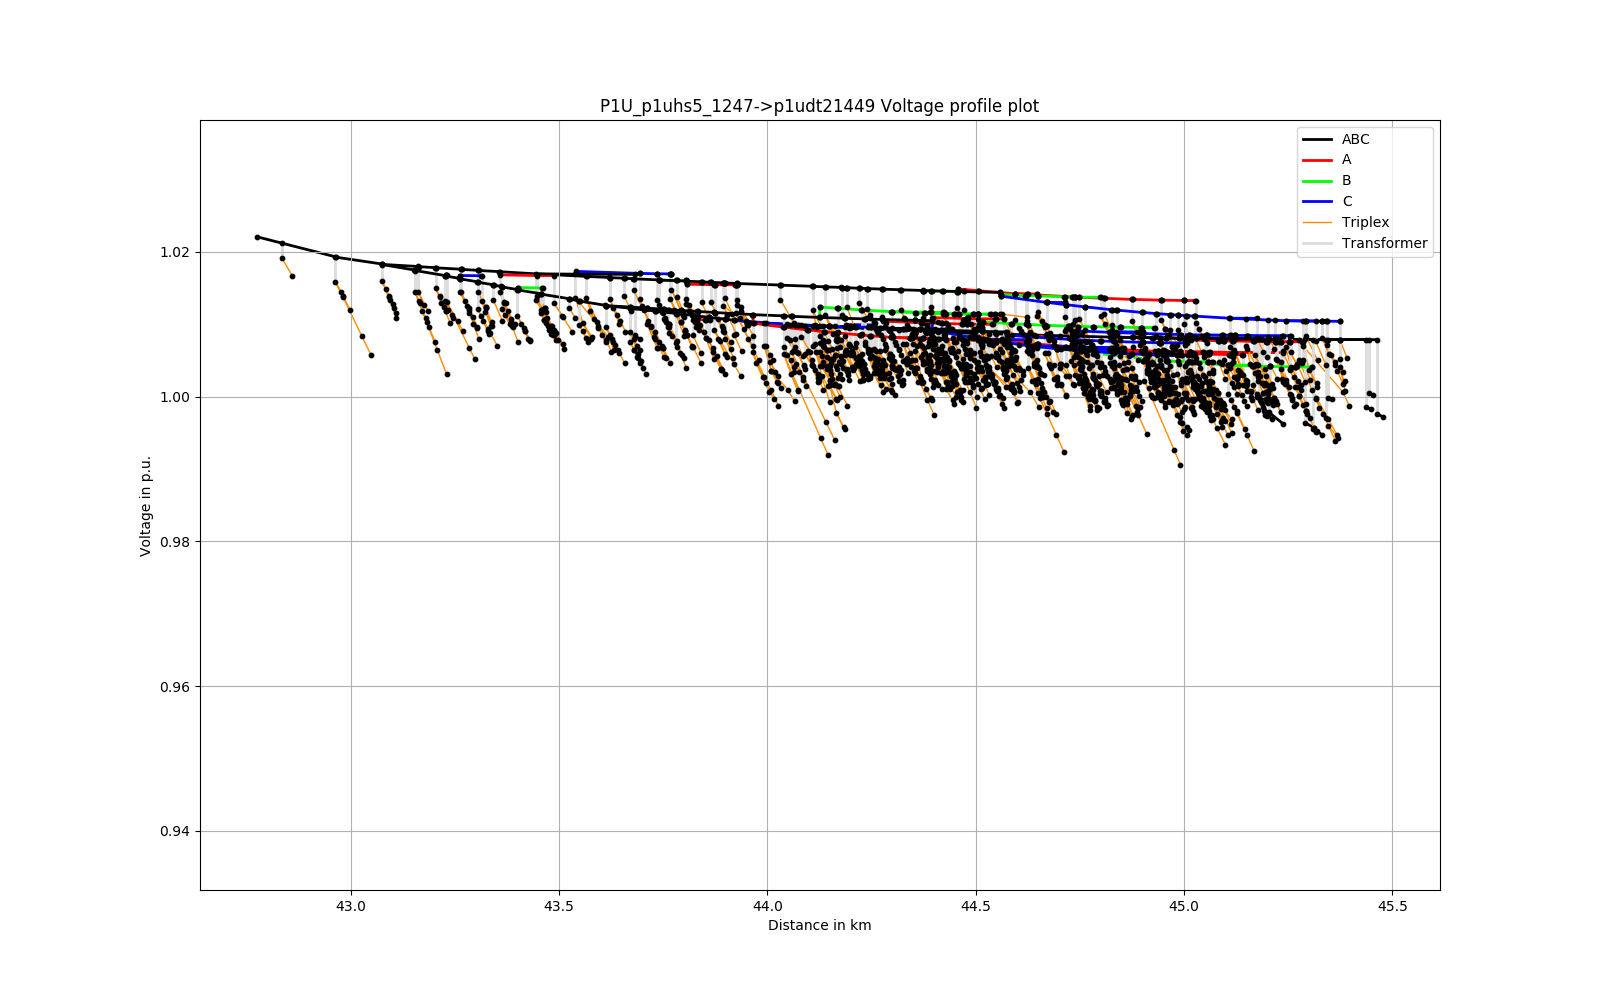 P1U_p1uhs5_1247->p1udt21449 Voltage profile plot
ABC
A
B
C
Triplex
Transformer
1.02
1.00
0.98
0.96
0.94
Voltage in p.u.
43.0 43.5 44.0 44.5 45.0 45.5
Distance in km